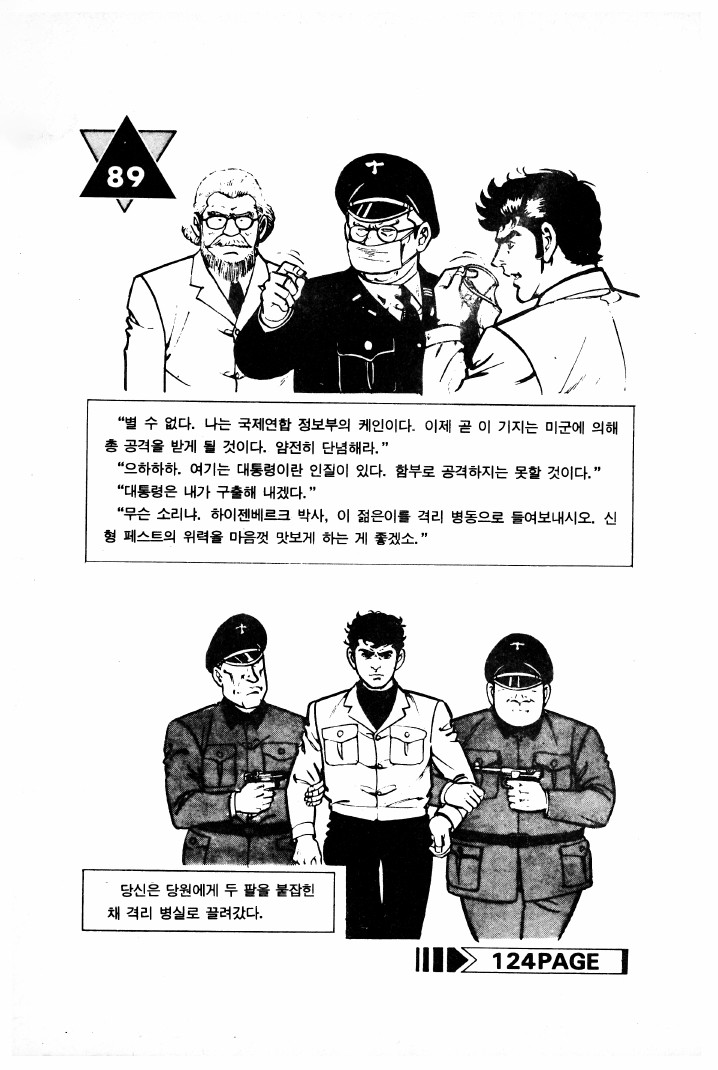 89
“별 수 없다. 나는 국제연합 정보부의 케인이다. 이제 곧 이 기지는 미군에 의해
총 공격을 받게 될 것이다. 얌전히 단념해라.”
“으하하하. 여기는 대통령이란 인질이 있다. 함부로 공격하지는 못할 것이다.”
“대통령은 내가 구출해 내겠다.”
“무슨 소리냐. 하이젠베르크 박사, 이 젊은이를 격리 병동으로 들여보내시오. 신
형 페스트의 위력을 마음껏 맛보게 하는 게 좋겠소.”
당신은 당원에게 두 팔을 붙잡힌
채 격리 병실로 끌려갔다.
124PAGE